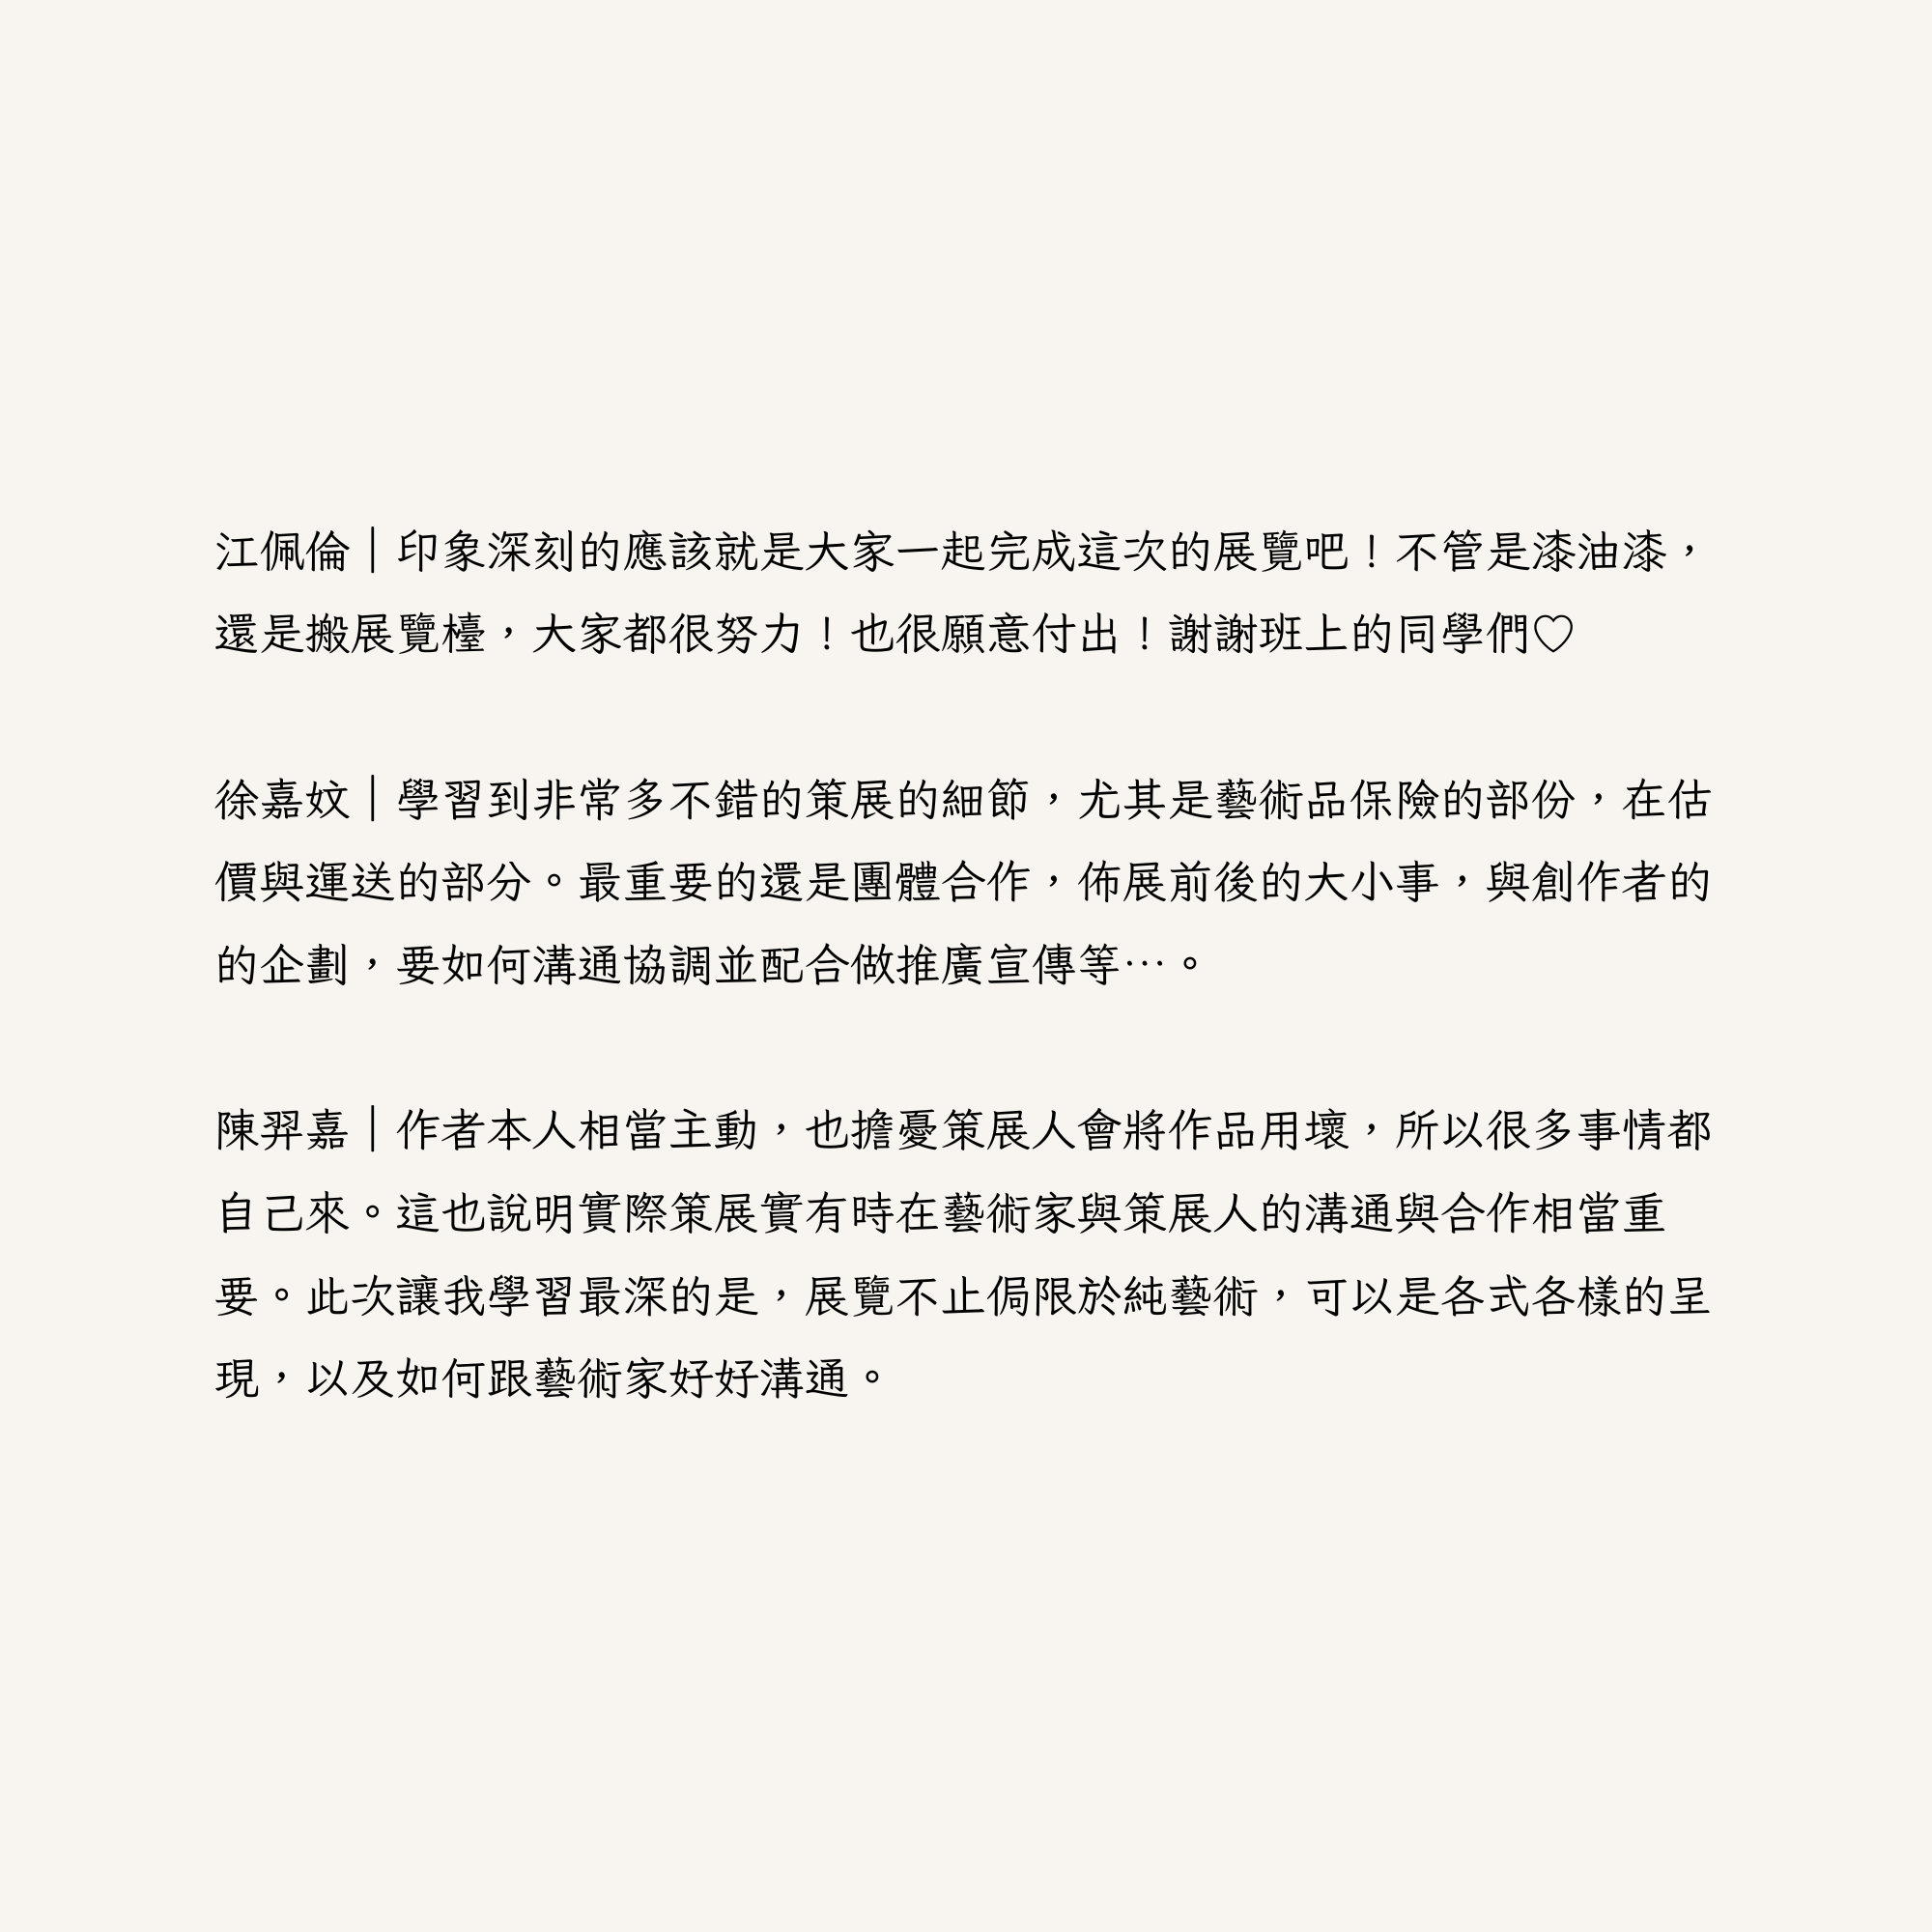 江佩倫｜印象深刻的應該就是大家一起完成這次的展覽吧！不管是漆油漆，
還是搬展覽檯，大家都很努力！也很願意付出！謝謝班上的同學們♡
徐嘉妏｜學習到非常多不錯的策展的細節，尤其是藝術品保險的部份，在估
價與運送的部分。最重要的還是團體合作，佈展前後的大小事，與創作者的
的企劃，要如何溝通協調並配合做推廣宣傳等…。
陳羿嘉｜作者本人相當主動，也擔憂策展人會將作品用壞，所以很多事情都
自己來。這也說明實際策展實有時在藝術家與策展人的溝通與合作相當重
要。此次讓我學習最深的是，展覽不止侷限於純藝術，可以是各式各樣的呈
現，以及如何跟藝術家好好溝通。